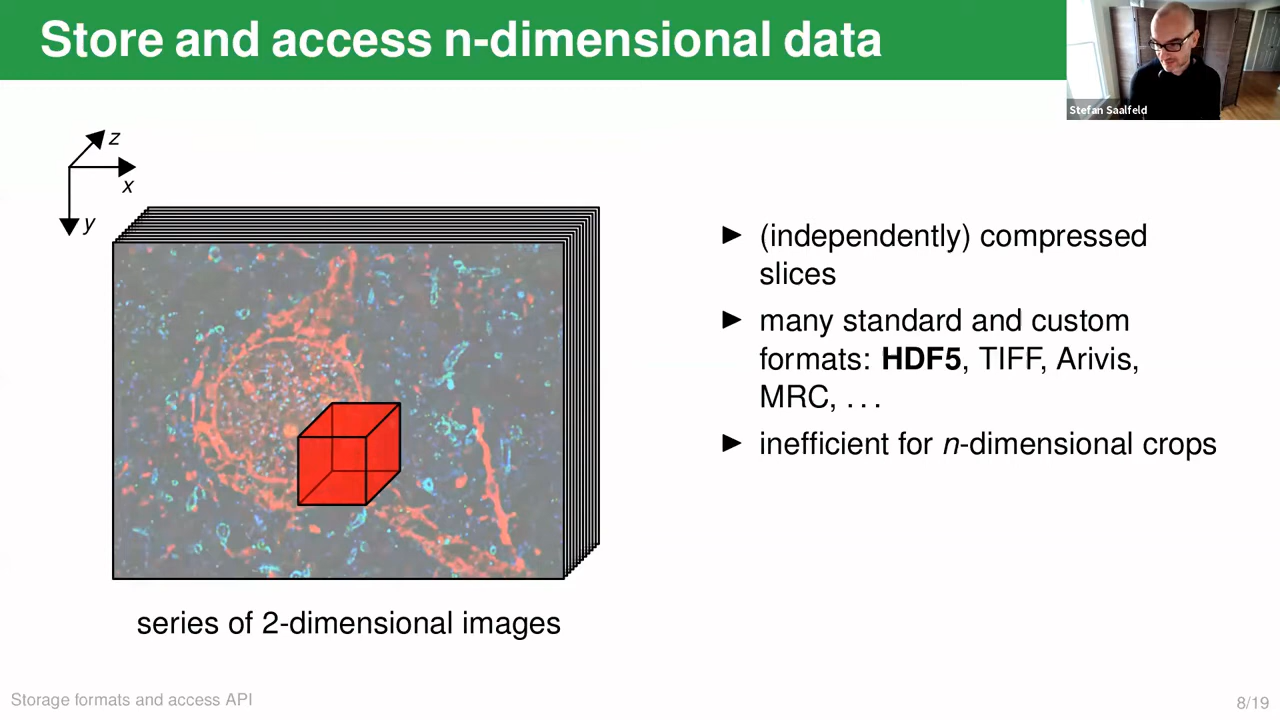 Store and access n-dimensional data
Stefan Saalfeld
z
x
y
► (independently) compressed
slices
► many standard and custom
formats: HDF5, TIFF, Arivis,
MRC, . . .
► inefficient for n-dimensional crops
series of 2-dimensional images
Storage formats and access API
8/19